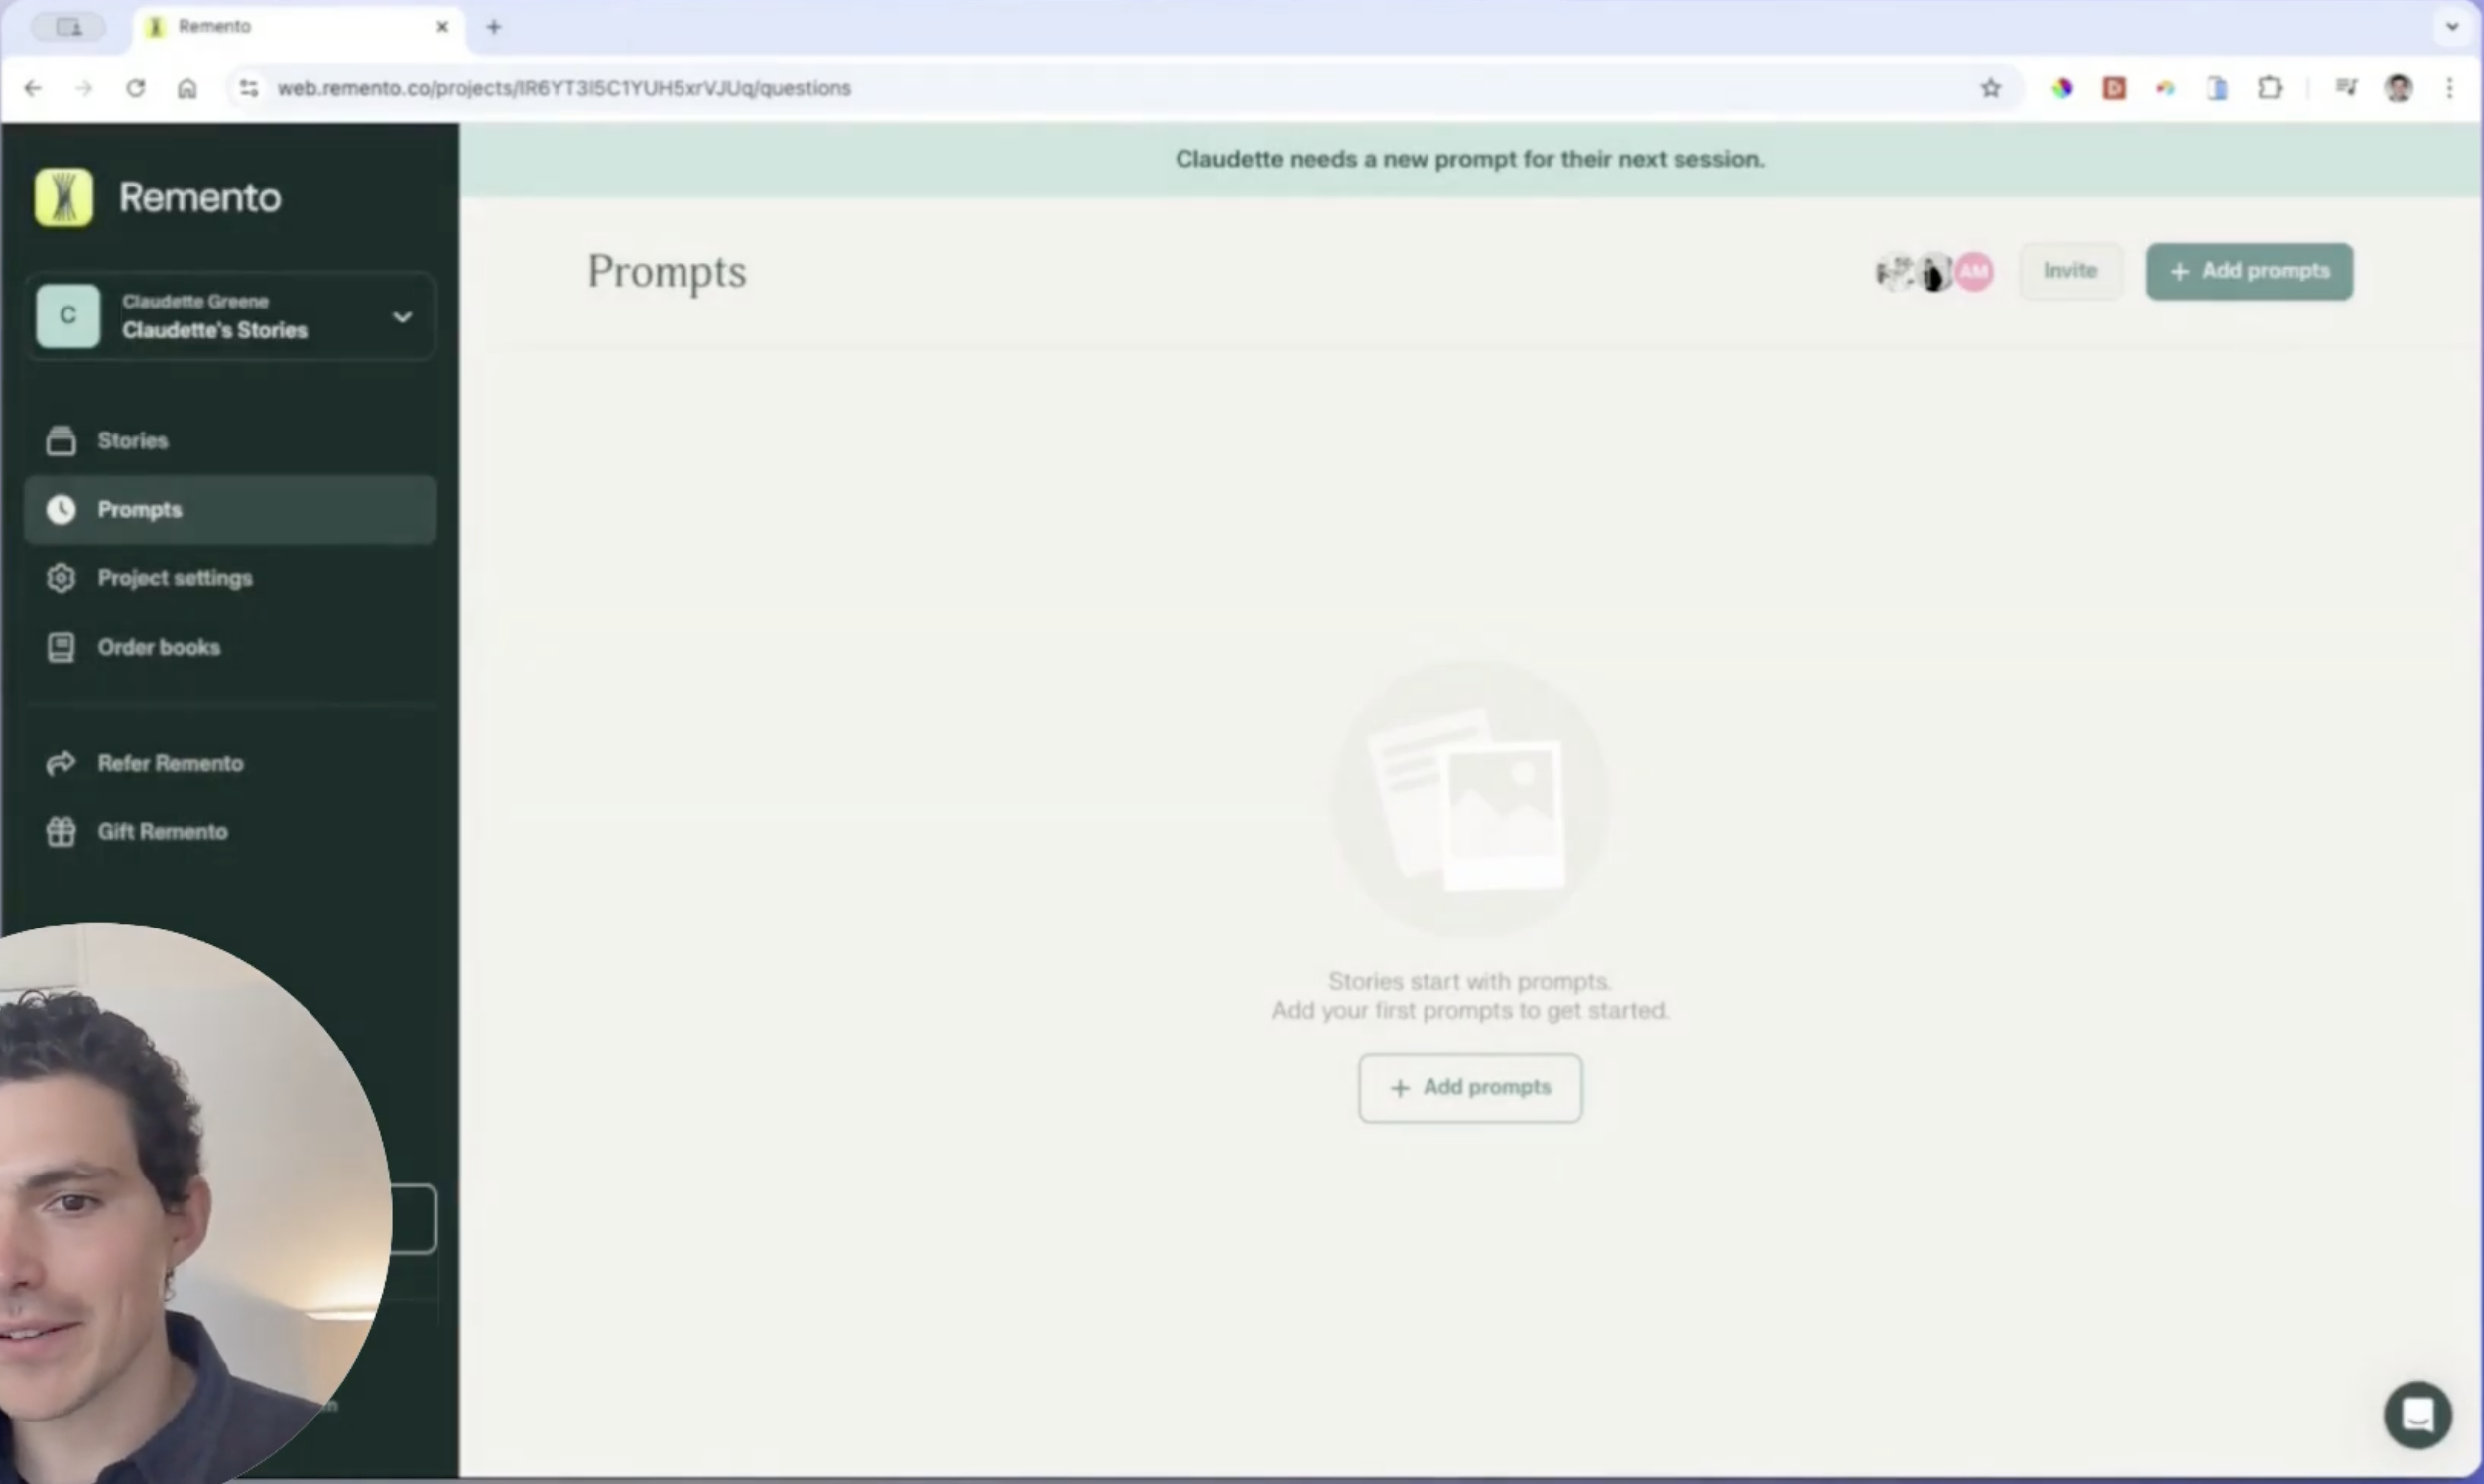 Remento
web.remento.co/projects/IR6YT3I5C1YUH5xrVJUq/questions
Remento
Claudette needs a new prompt for their next session.
C
Claudette Greene
Claudette's Stories
Prompts
AM
Invite
+ Add prompts
Stories
Prompts
Project settings
Order books
Refer Remento
Gift Remento
Stories start with prompts.
Add your first prompts to get started.
+ Add prompts